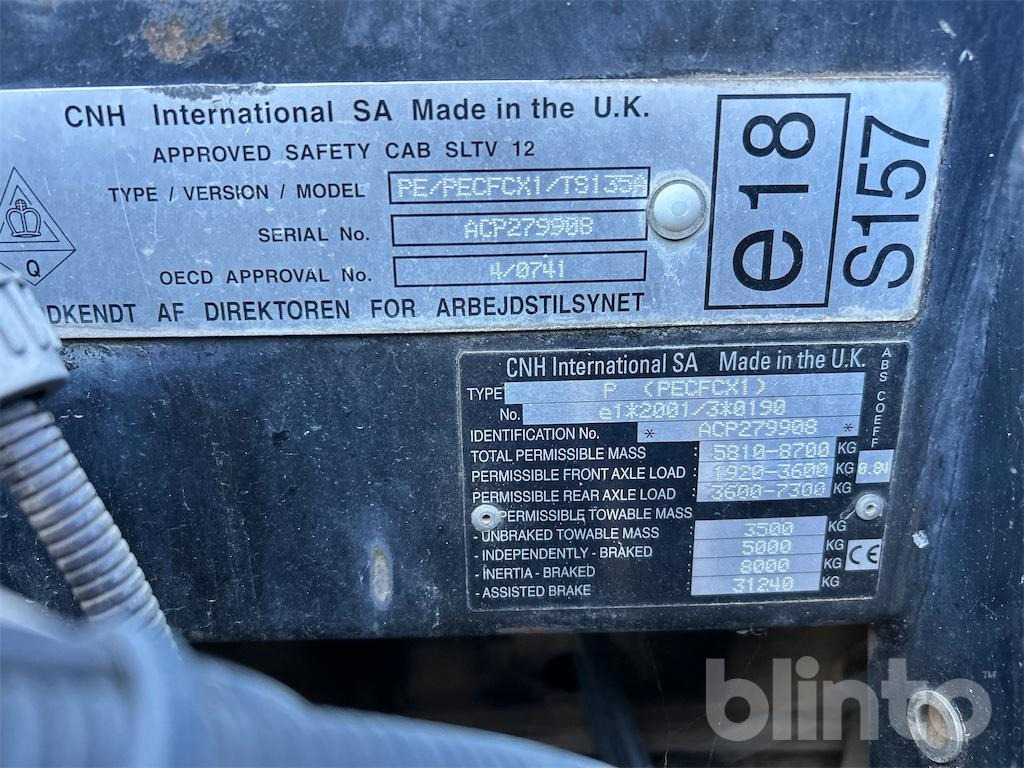 CNH International SA Made in the U.K.
APPROVED SAFETY CAB SLTV 12
TYPE / VERSION / MODEL PE/PECFCX1/TS135A
SERIAL No. ACP279908
OECD APPROVAL No. 4/0741
DKENDT AF DIREKTOREN FOR ARBEJDSTILSYNET
Q
e18
S157
CNH International SA Made in the U.K.
TYPE P (PECFCX1)
No. e1*2001/3*0190
IDENTIFICATION No. * ACP279908 *
TOTAL PERMISSIBLE MASS 5810-8700 KG
PERMISSIBLE FRONT AXLE LOAD 1920-3600 KG
PERMISSIBLE REAR AXLE LOAD 3600-7300 KG
PERMISSIBLE TOWABLE MASS
- UNBRAKED TOWABLE MASS 3500 KG
- INDEPENDENTLY - BRAKED 5000 KG
- INERTIA - BRAKED 8000 KG
- ASSISTED BRAKE 31240 KG
ABS COEFF
0.84
CE
blinto™